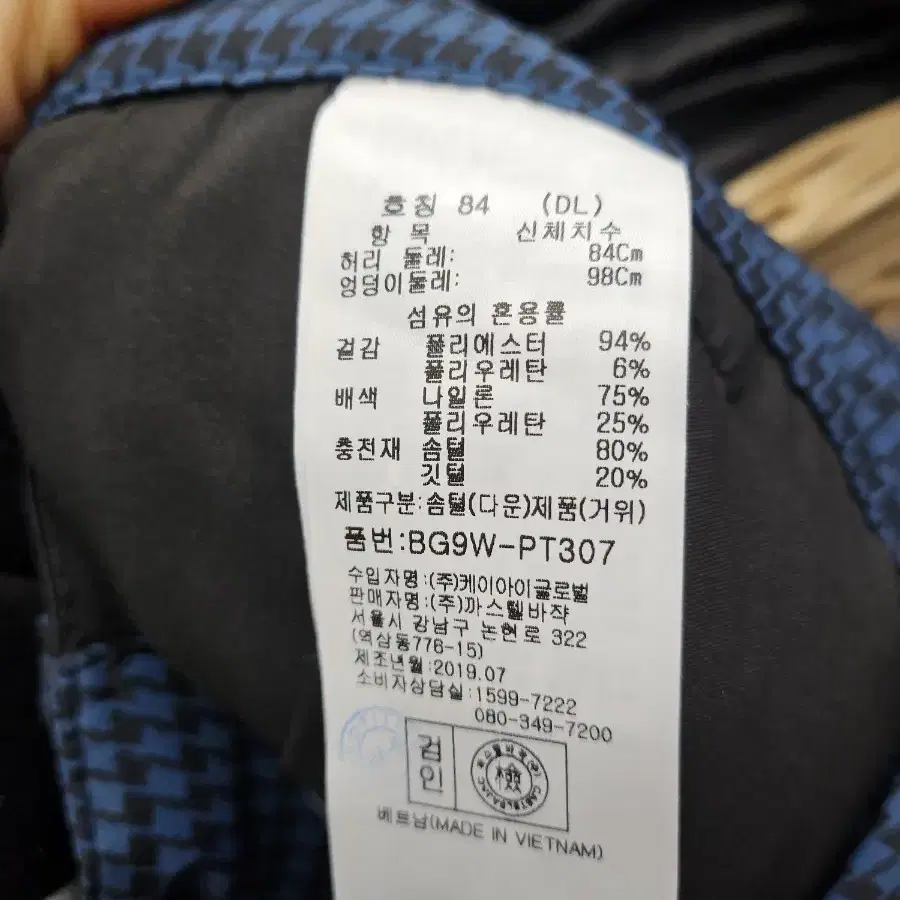 호칭 84 (DL)
항 목 신체치수
허리 둘레: 84Cm
엉덩이둘레: 98Cm
섬유의 혼용률
겉감 폴리에스터 94%
폴리우레탄 6%
배색 나일론 75%
폴리우레탄 25%
충전재 솜털 80%
깃털 20%
제품구분:솜털(다운)제품(거위)
품번:BG9W-PT307
수입자명:(주)케이아이글로벌
판매자명:(주)까스텔바쟉
서울시 강남구 논현로 322
(역삼동776-15)
제조년월:2019.07
소비자상담실:1599-7222
080-349-7200
검인
檢
CASTELBAJAC
베트남(MADE IN VIETNAM)